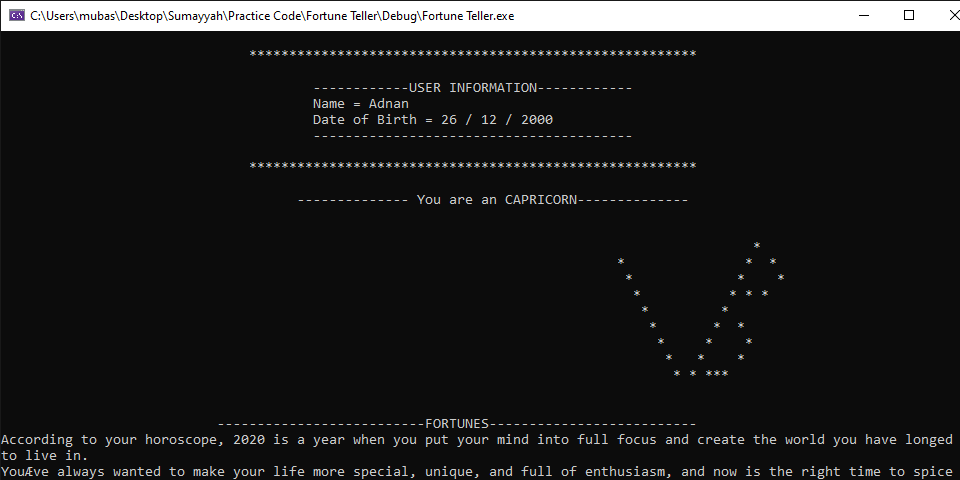 C:\Users\mubas\Desktop\Sumayyah\Practice Code\Fortune Teller\Debug\Fortune Teller.exe
********************************************************
------------USER INFORMATION------------
Name = Adnan
Date of Birth = 26 / 12 / 2000
----------------------------------------
********************************************************
-------------- You are an CAPRICORN--------------
*
* * *
* * *
* * * *
* *
* * *
* * *
* * *
* * ***
--------------------------FORTUNES--------------------------
According to your horoscope, 2020 is a year when you put your mind into full focus and create the world you have longed
to live in.
YouÆve always wanted to make your life more special, unique, and full of enthusiasm, and now is the right time to spice